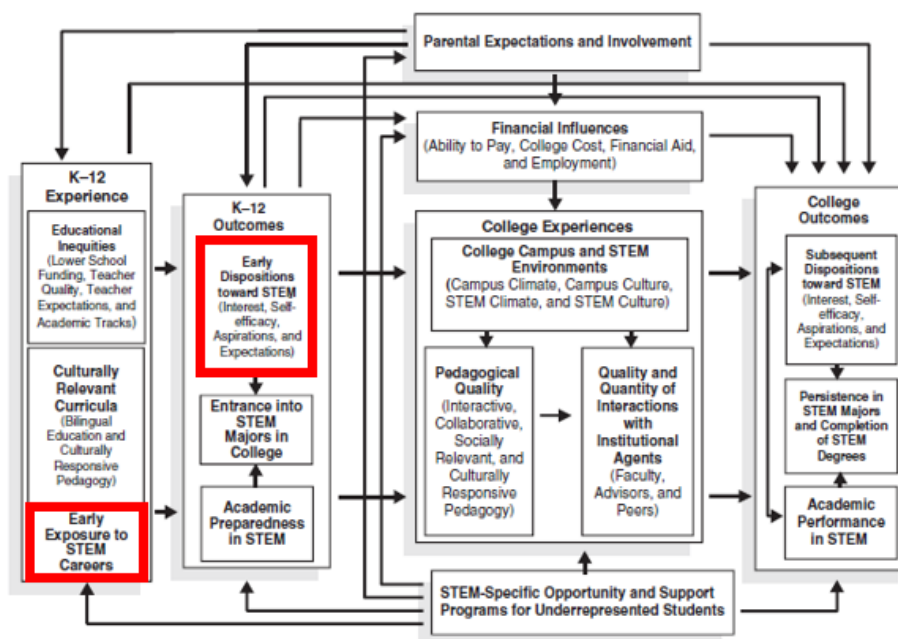 Parental Expectations and Involvement
Financial Influences
(Ability to Pay, College Cost, Financial Aid,
and Employment)
K–12
Experience
Educational
Inequities
(Lower School
Funding, Teacher
Quality, Teacher
Expectations, and
Academic Tracks)
Culturally
Relevant
Curricula
(Bilingual
Education and
Culturally
Responsive
Pedagogy)
Early
Exposure to
STEM
Careers
K–12
Outcomes
Early
Dispositions
toward STEM
(Interest, Self-
efficacy,
Aspirations, and
Expectations)
Entrance into
STEM
Majors in
College
Academic
Preparedness
in STEM
College Experiences
College Campus and STEM
Environments
(Campus Climate, Campus Culture,
STEM Climate, and STEM Culture)
Pedagogical
Quality
(Interactive,
Collaborative,
Socially
Relevant, and
Culturally
Responsive
Pedagogy)
Quality and
Quantity of
Interactions with
Institutional
Agents
(Faculty,
Advisors, and
Peers)
College
Outcomes
Subsequent
Dispositions
toward STEM
(Interest, Self-
efficacy,
Aspirations, and
Expectations)
Persistence in
STEM Majors
and Completion
of STEM
Degrees
Academic
Performance
in STEM
STEM-Specific Opportunity and Support
Programs for Underrepresented Students